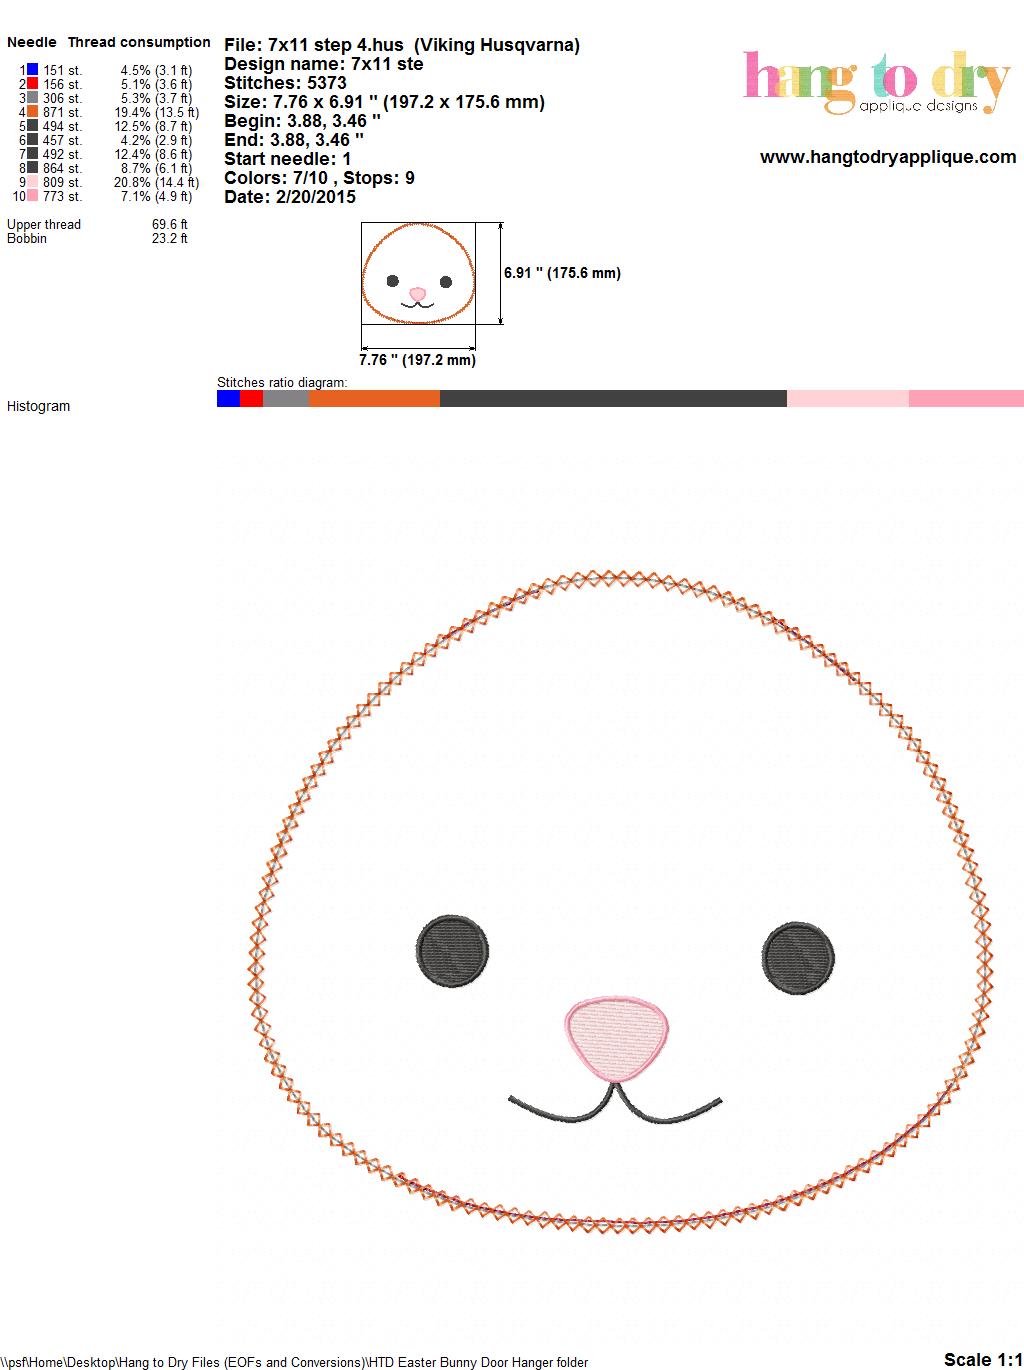 Needle Thread consumption
1 151 st. 4.5% (3.1 ft)
2 156 st. 5.1% (3.6 ft)
3 306 st. 5.3% (3.7 ft)
4 871 st. 19.4% (13.5 ft)
5 494 st. 12.5% (8.7 ft)
6 457 st. 4.2% (2.9 ft)
7 492 st. 12.4% (8.6 ft)
8 864 st. 8.7% (6.1 ft)
9 809 st. 20.8% (14.4 ft)
10 773 st. 7.1% (4.9 ft)
Upper thread 69.6 ft
Bobbin 23.2 ft
File: 7x11 step 4.hus (Viking Husqvarna)
Design name: 7x11 ste
Stitches: 5373
Size: 7.76 x 6.91 " (197.2 x 175.6 mm)
Begin: 3.88, 3.46 "
End: 3.88, 3.46 "
Start needle: 1
Colors: 7/10 , Stops: 9
Date: 2/20/2015
hang to dry
applique designs
www.hangtodryapplique.com
6.91 " (175.6 mm)
7.76 " (197.2 mm)
Stitches ratio diagram:
Histogram
\\psf\Home\Desktop\Hang to Dry Files (EOFs and Conversions)\HTD Easter Bunny Door Hanger folder
Scale 1:1